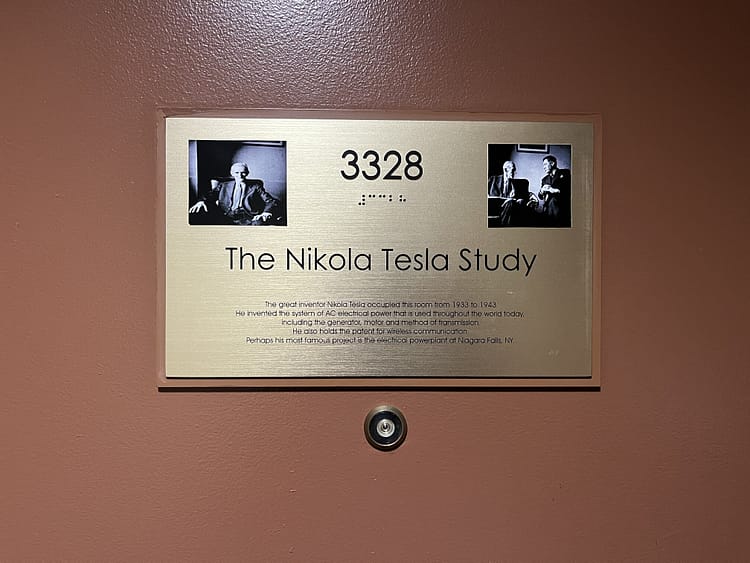 3328
⠼⠉⠉⠃⠓
The Nikola Tesla Study
The great inventor Nikola Tesla occupied this room from 1933 to 1943
He invented the system of AC electrical power that is used throughout the world today,
including the generator, motor and method of transmission.
He also holds the patent for wireless communication
Perhaps his most famous project is the electrical powerplant at Niagara Falls, NY.